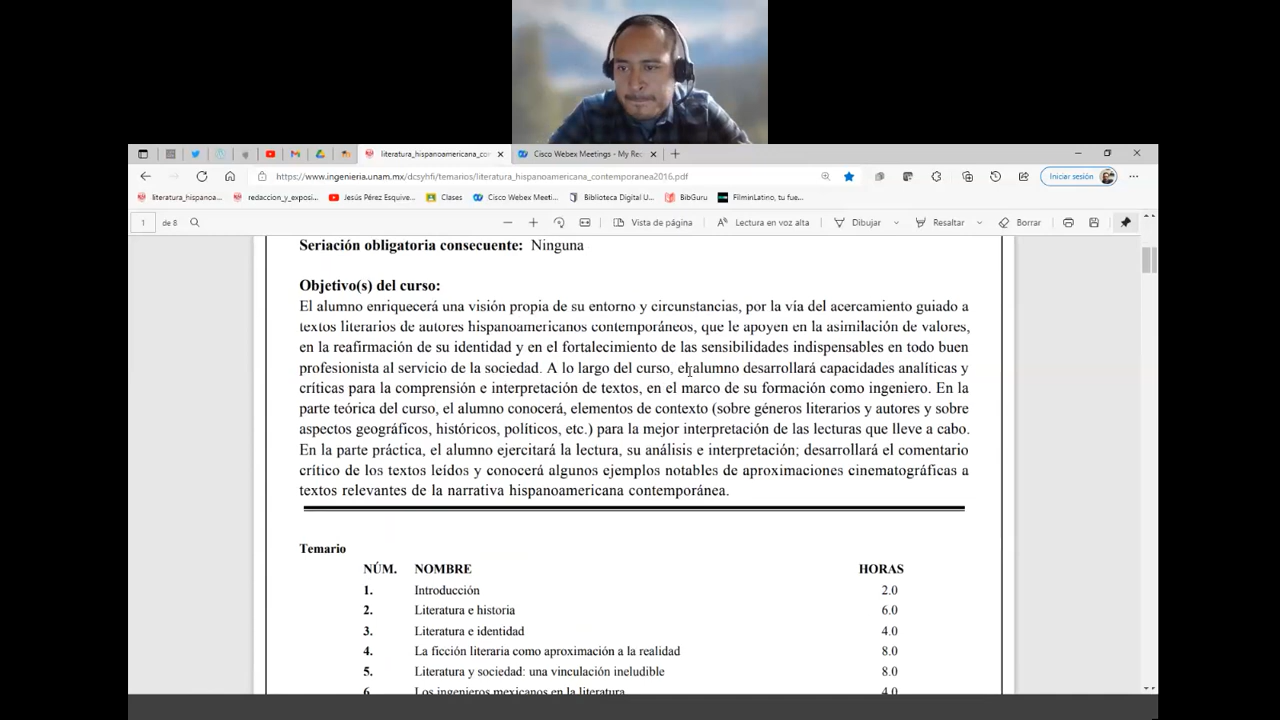 literatura_hispanoamericana_co
Cisco Webex Meetings - My Rec
https://www.ingenieria.unam.mx/dcsyhfi/temarios/literatura_hispanoamericana_contemporanea2016.pdf
Iniciar sesión
literatura_hispanoa...
redaccion_y_exposi...
Jesús Pérez Esquive...
Clases
Cisco Webex Meeti...
Biblioteca Digital U...
BibGuru
FilminLatino, tu fue...
1 de 8
Vista de página
Lectura en voz alta
Dibujar
Resaltar
Borrar
Seriación obligatoria consecuente: Ninguna
Objetivo(s) del curso:
El alumno enriquecerá una visión propia de su entorno y circunstancias, por la vía del acercamiento guiado a
textos literarios de autores hispanoamericanos contemporáneos, que le apoyen en la asimilación de valores,
en la reafirmación de su identidad y en el fortalecimiento de las sensibilidades indispensables en todo buen
profesionista al servicio de la sociedad. A lo largo del curso, el alumno desarrollará capacidades analíticas y
críticas para la comprensión e interpretación de textos, en el marco de su formación como ingeniero. En la
parte teórica del curso, el alumno conocerá, elementos de contexto (sobre géneros literarios y autores y sobre
aspectos geográficos, históricos, políticos, etc.) para la mejor interpretación de las lecturas que lleve a cabo.
En la parte práctica, el alumno ejercitará la lectura, su análisis e interpretación; desarrollará el comentario
crítico de los textos leídos y conocerá algunos ejemplos notables de aproximaciones cinematográficas a
textos relevantes de la narrativa hispanoamericana contemporánea.
Temario
NÚM. NOMBRE HORAS
1. Introducción 2.0
2. Literatura e historia 6.0
3. Literatura e identidad 4.0
4. La ficción literaria como aproximación a la realidad 8.0
5. Literatura y sociedad: una vinculación ineludible 8.0
6. Los ingenieros mexicanos en la literatura 4.0